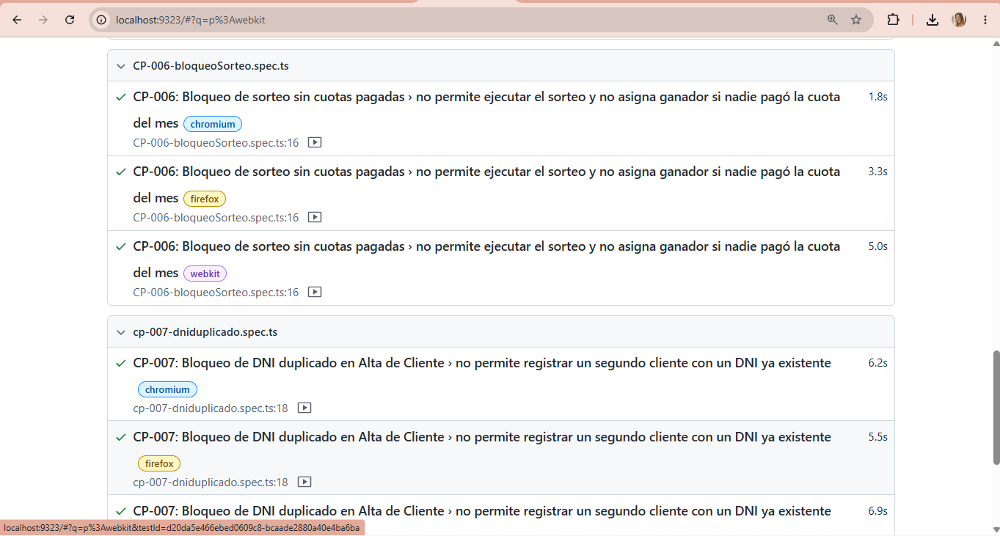 localhost:9323/#?q=p%3Awebkit
CP-006-bloqueoSorteo.spec.ts
CP-006: Bloqueo de sorteo sin cuotas pagadas › no permite ejecutar el sorteo y no asigna ganador si nadie pagó la cuota 1.8s
del mes chromium
CP-006-bloqueoSorteo.spec.ts:16
CP-006: Bloqueo de sorteo sin cuotas pagadas › no permite ejecutar el sorteo y no asigna ganador si nadie pagó la cuota 3.3s
del mes firefox
CP-006-bloqueoSorteo.spec.ts:16
CP-006: Bloqueo de sorteo sin cuotas pagadas › no permite ejecutar el sorteo y no asigna ganador si nadie pagó la cuota 5.0s
del mes webkit
CP-006-bloqueoSorteo.spec.ts:16
cp-007-dniduplicado.spec.ts
CP-007: Bloqueo de DNI duplicado en Alta de Cliente › no permite registrar un segundo cliente con un DNI ya existente 6.2s
chromium
cp-007-dniduplicado.spec.ts:18
CP-007: Bloqueo de DNI duplicado en Alta de Cliente › no permite registrar un segundo cliente con un DNI ya existente 5.5s
firefox
cp-007-dniduplicado.spec.ts:18
CP-007: Bloqueo de DNI duplicado en Alta de Cliente › no permite registrar un segundo cliente con un DNI ya existente 6.9s
localhost:9323/#?q=p%3Awebkit&testId=d20da5e466ebed0609c8-bcaade2880a40e4ba6ba